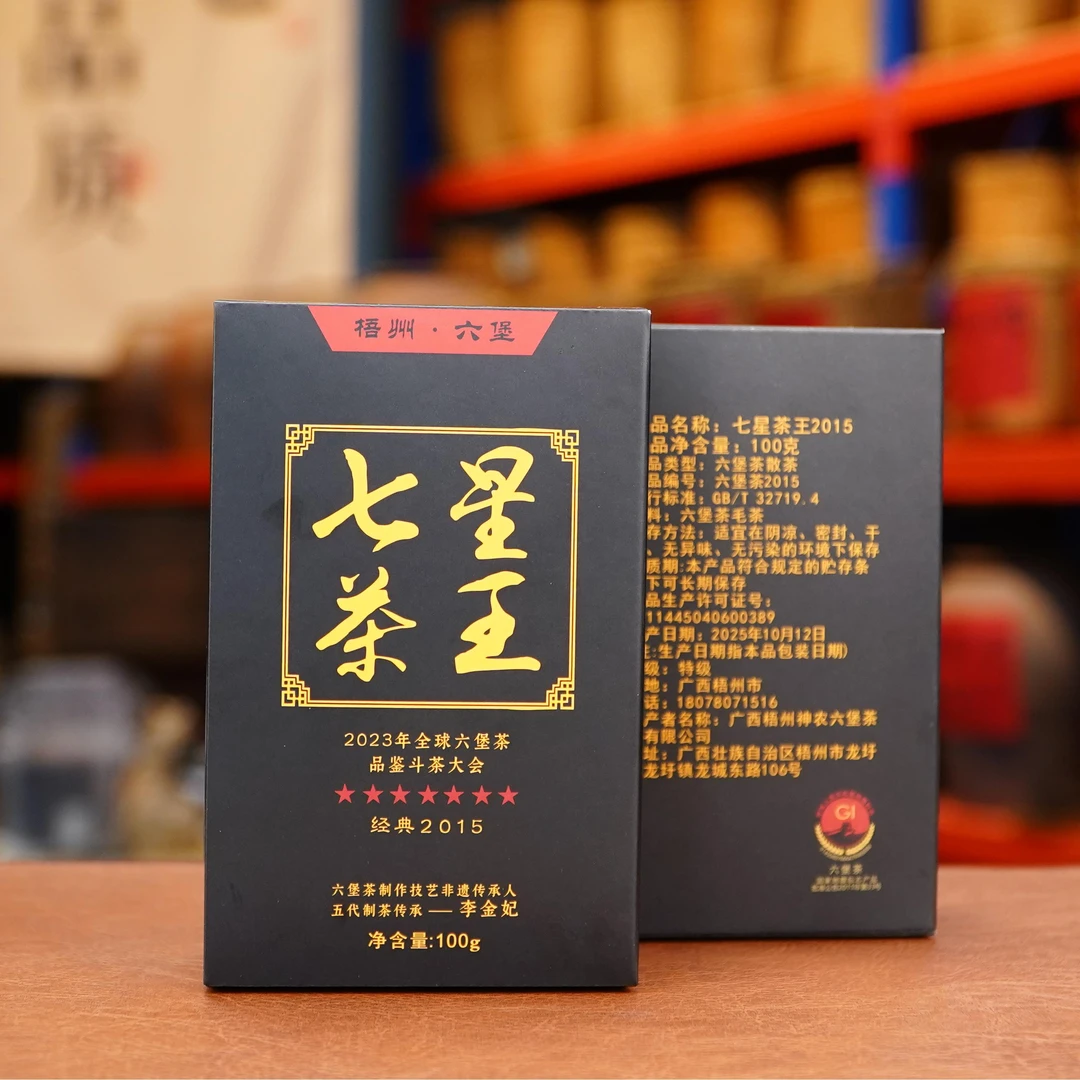 梧州·六堡
七星
茶王
2023年全球六堡茶
品鉴斗茶大会
★★★★★★★
经典2015
六堡茶制作技艺非遗传承人
五代制茶传承——李金妃
净含量:100g
品名称：七星茶王2015
品净含量：100克
品类型：六堡茶散茶
品编号：六堡茶2015
行标准：GB/T 32719.4
料：六堡茶毛茶
存方法：适宜在阴凉、密封、干
、无异味、无污染的环境下保存
质期:本产品符合规定的贮存条
下可长期保存
品生产许可证号：
11445040600389
产日期：2025年10月12日
:生产日期指本品包装日期)
级：特级
地：广西梧州市
话：18078071516
产者名称：广西梧州神农六堡茶
有限公司
址：广西壮族自治区梧州市龙圩
龙圩镇龙城东路106号
GI
六堡茶